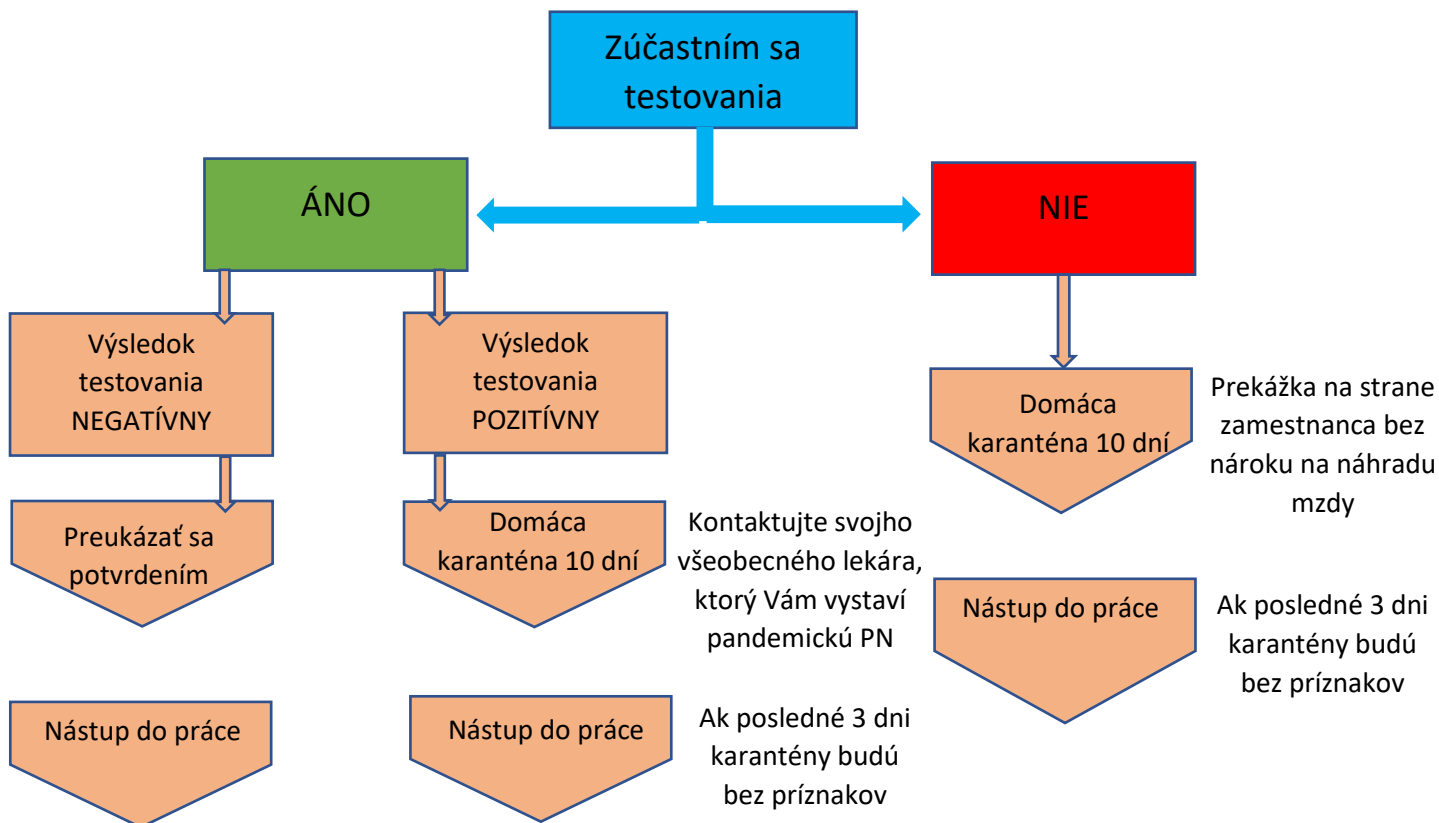 Zúčastním sa
testovania
ÁNO
NIE
Výsledok
testovania
NEGATÍVNY
Výsledok
testovania
POZITÍVNY
Domáca
karanténa 10 dní
Prekážka na strane
zamestnanca bez
nároku na náhradu
mzdy
Preukázať sa
potvrdením
Domáca
karanténa 10 dní
Kontaktujte svojho
všeobecného lekára,
ktorý Vám vystaví
pandemickú PN
Nástup do práce
Ak posledné 3 dni
karantény budú
bez príznakov
Nástup do práce
Nástup do práce
Ak posledné 3 dni
karantény budú
bez príznakov